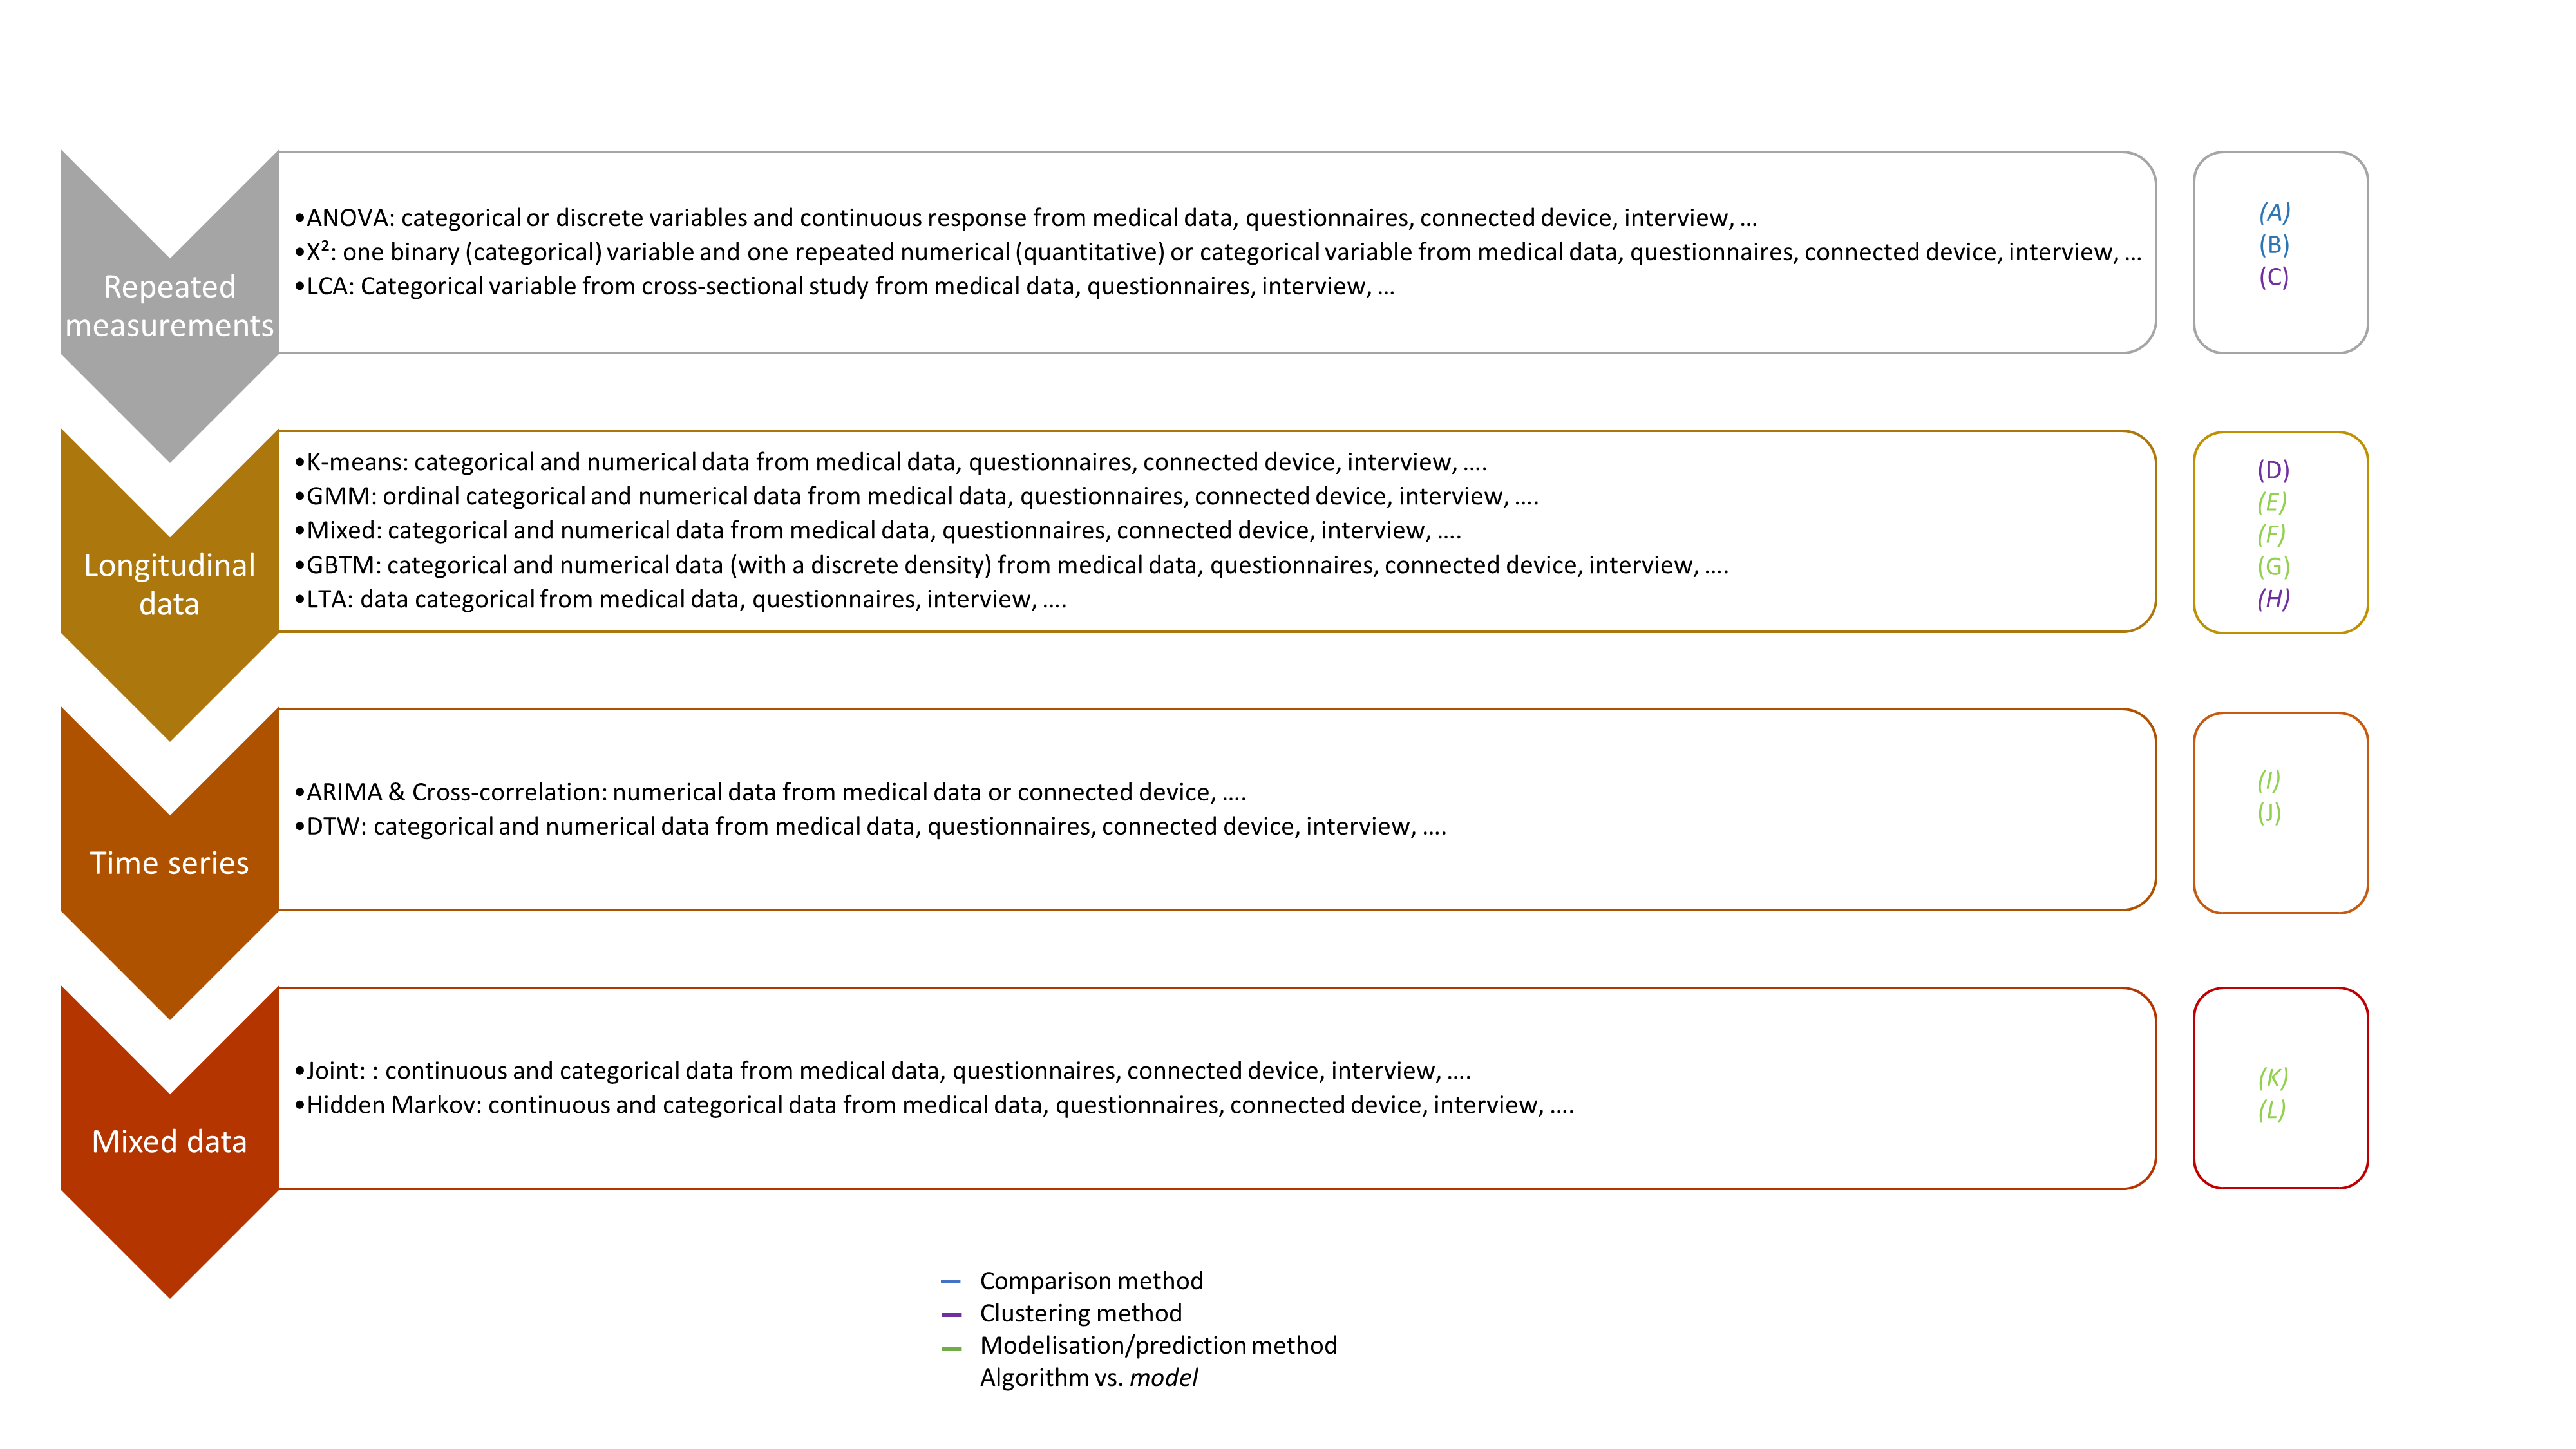 Repeated
measurements
•ANOVA: categorical or discrete variables and continuous response from medical data, questionnaires, connected device, interview, ...
•X²: one binary (categorical) variable and one repeated numerical (quantitative) or categorical variable from medical data, questionnaires, connected device, interview, ...
•LCA: Categorical variable from cross-sectional study from medical data, questionnaires, interview, ...
(A)
(B)
(C)
Longitudinal
data
•K-means: categorical and numerical data from medical data, questionnaires, connected device, interview, ....
•GMM: ordinal categorical and numerical data from medical data, questionnaires, connected device, interview, ....
•Mixed: categorical and numerical data from medical data, questionnaires, connected device, interview, ....
•GBTM: categorical and numerical data (with a discrete density) from medical data, questionnaires, connected device, interview, ....
•LTA: data categorical from medical data, questionnaires, interview, ....
(D)
(E)
(F)
(G)
(H)
Time series
•ARIMA & Cross-correlation: numerical data from medical data or connected device, ....
•DTW: categorical and numerical data from medical data, questionnaires, connected device, interview, ....
(I)
(J)
Mixed data
•Joint: : continuous and categorical data from medical data, questionnaires, connected device, interview, ....
•Hidden Markov: continuous and categorical data from medical data, questionnaires, connected device, interview, ....
(K)
(L)
Comparison method
Clustering method
Modelisation/prediction method
Algorithm vs. model